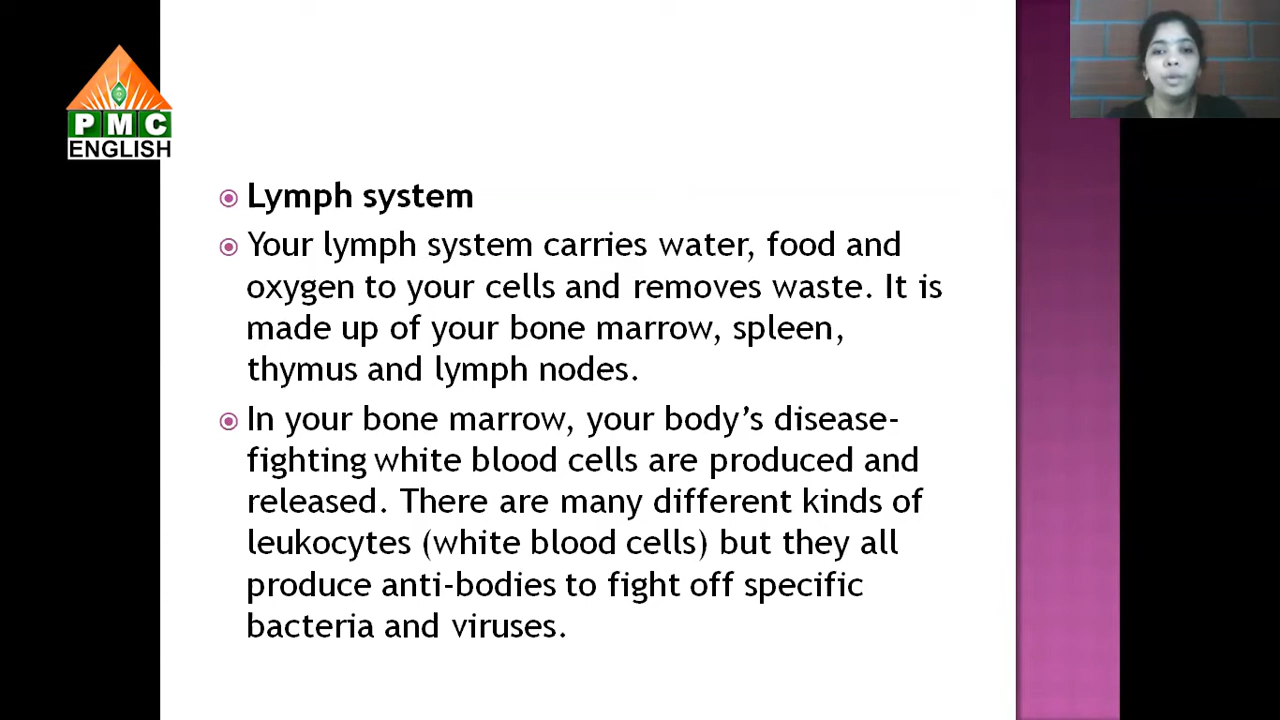 PMC
ENGLISH
Lymph system
Your lymph system carries water, food and
oxygen to your cells and removes waste. It is
made up of your bone marrow, spleen,
thymus and lymph nodes.
In your bone marrow, your body’s disease-
fighting white blood cells are produced and
released. There are many different kinds of
leukocytes (white blood cells) but they all
produce anti-bodies to fight off specific
bacteria and viruses.